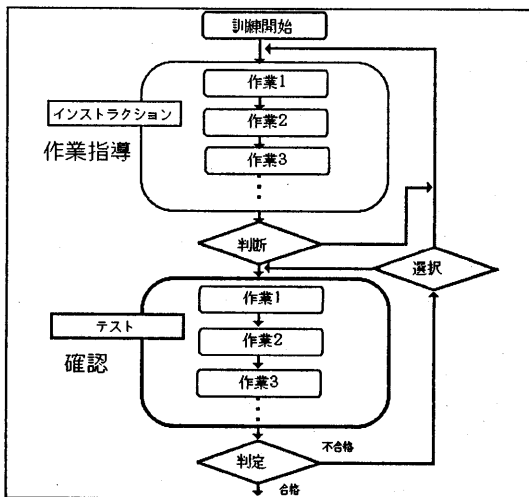 訓練開始
作業1
インストラクション
作業2
作業指導
作業3
判断
選択
作業1
テスト
作業2
確認
作業3
不合格
判定
合格